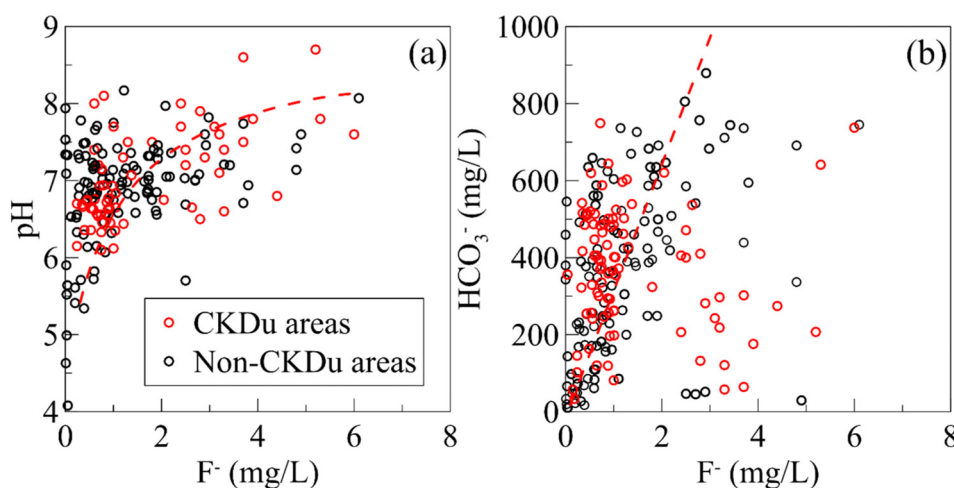 (a)
9
8
7
6
5
4
pH
CKDu areas
Non-CKDu areas
0 2 4 6 8
F⁻ (mg/L)
(b)
1000
800
600
400
200
0
HCO₃⁻ (mg/L)
0 2 4 6 8
F⁻ (mg/L)